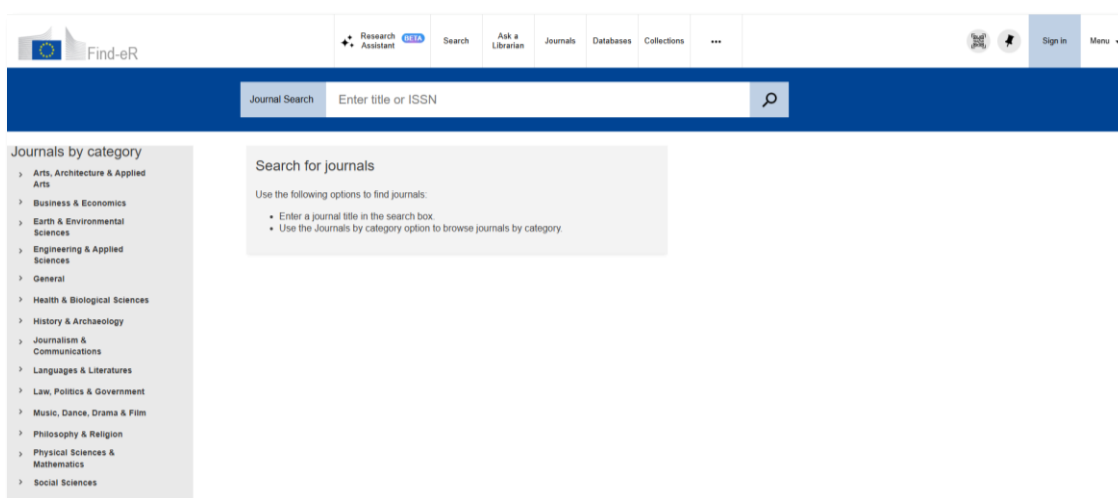 Find-eR
Research Assistant BETA
Search
Ask a Librarian
Journals
Databases
Collections
•••
Sign in
Menu
Journal Search
Enter title or ISSN
Journals by category
Arts, Architecture & Applied
Arts
Business & Economics
Earth & Environmental
Sciences
Engineering & Applied
Sciences
General
Health & Biological Sciences
History & Archaeology
Journalism &
Communications
Languages & Literatures
Law, Politics & Government
Music, Dance, Drama & Film
Philosophy & Religion
Physical Sciences &
Mathematics
Social Sciences
Search for journals
Use the following options to find journals:
• Enter a journal title in the search box.
• Use the Journals by category option to browse journals by category.